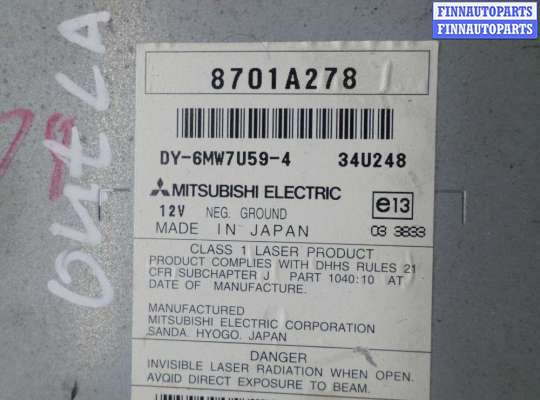 FINNAUTOPARTS
FINNAUTOPARTS
8701A278
DY-6MW7U59-4 34U248
MITSUBISHI ELECTRIC
12V NEG. GROUND
e13
MADE IN JAPAN
03 3833
CLASS 1 LASER PRODUCT
PRODUCT COMPLIES WITH DHHS RULES 21
CFR SUBCHAPTER J PART 1040:10 AT
DATE OF MANUFACTURE.
MANUFACTURED
MITSUBISHI ELECTRIC CORPORATION
SANDA. HYOGO. JAPAN
DANGER
INVISIBLE LASER RADIATION WHEN OPEN.
AVOID DIRECT EXPOSURE TO BEAM.